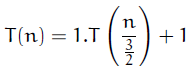 T(n) = 1.T(n / (3/2)) + 1